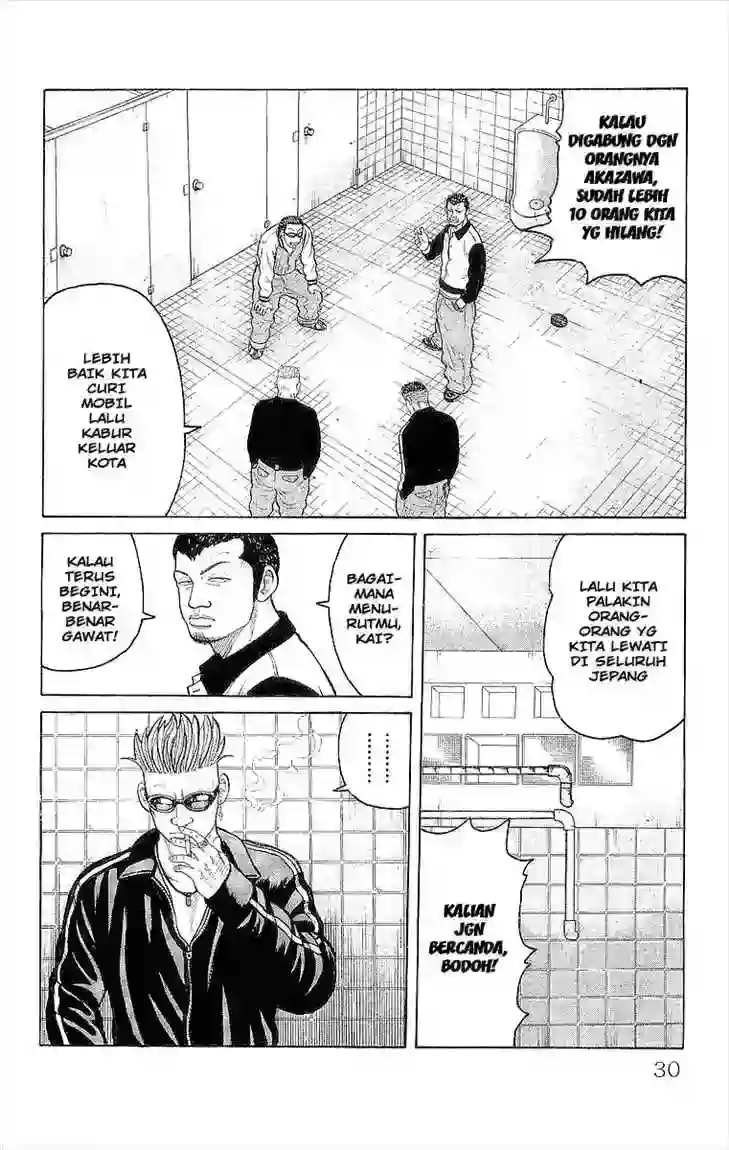 KALAU
DIGABUNG DGN
ORANGNYA
AKAZAWA,
SUDAH LEBIH
10 ORANG KITA
YG HILANG!
LEBIH
BAIK KITA
CURI
MOBIL
LALU
KABUR
KELUAR
KOTA
LALU KITA
PALAKIN
ORANG-
ORANG YG
KITA LEWATI
DI SELURUH
JEPANG
KALIAN
JGN
BERCANDA,
BODOH!
BAGAI-
MANA
MENU-
RUTMU,
KAI?
KALAU
TERUS
BEGINI,
BENAR-
BENAR
GAWAT!
......
30